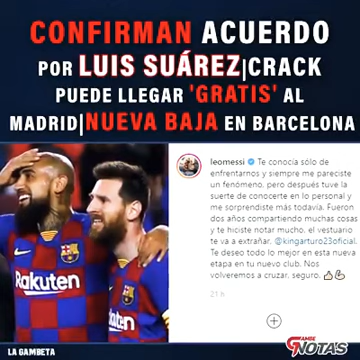 CONFIRMAN ACUERDO
POR LUIS SUÁREZ|CRACK
PUEDE LLEGAR 'GRATIS' AL
MADRID|NUEVA BAJA EN BARCELONA
leomessi Te conocía sólo de
enfrentarnos y siempre me pareciste
un fenómeno, pero después tuve la
suerte de conocerte en lo personal y
me sorprendiste más todavía. Fueron
dos años compartiendo muchas cosas
y te hiciste notar mucho, el vestuario
te va a extrañar, @kingarturo23oficial.
Te deseo todo lo mejor en esta nueva
etapa en tu nuevo club. Nos
volveremos a cruzar, seguro. 👍💪
21 h
Rakuten
Rakuten
LA GAMBETA
GAMBE
NOTAS